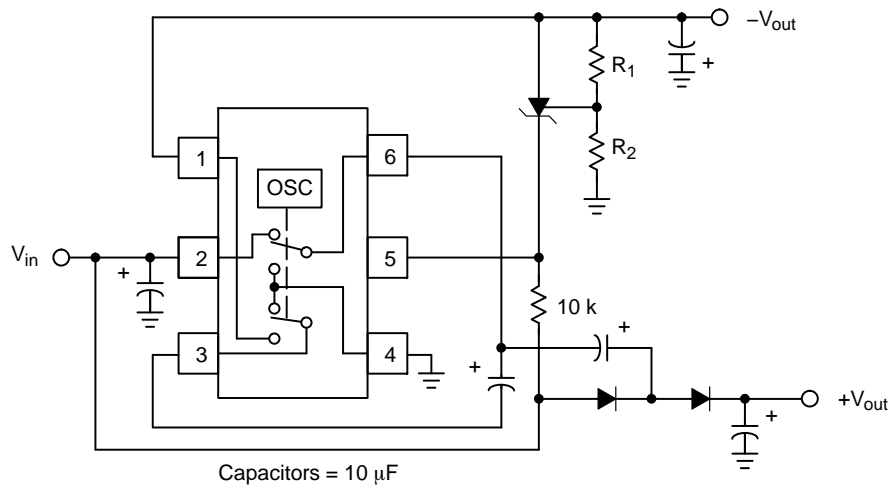 −Vout
R1
+
R2
1
6
OSC
Vin
+
2
5
10 k
+
3
4
+
+Vout
+
Capacitors = 10 μF